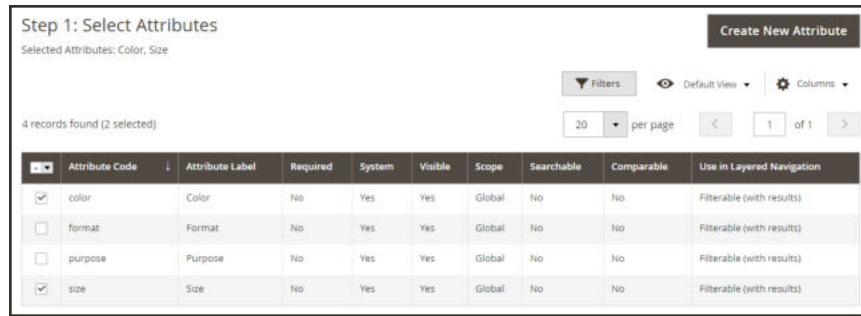 Step 1: Select Attributes
Create New Attribute
Selected Attributes: Color, Size
Filters Default View Columns
4 records found (2 selected) 20 per page 1 of 1
Attribute Code Attribute Label Required System Visible Scope Searchable Comparable Use in Layered Navigation
color Color No Yes Yes Global No No Filterable (with results)
format Format No Yes Yes Global No No Filterable (with results)
purpose Purpose No Yes Yes Global No No Filterable (with results)
size Size No Yes Yes Global No No Filterable (with results)